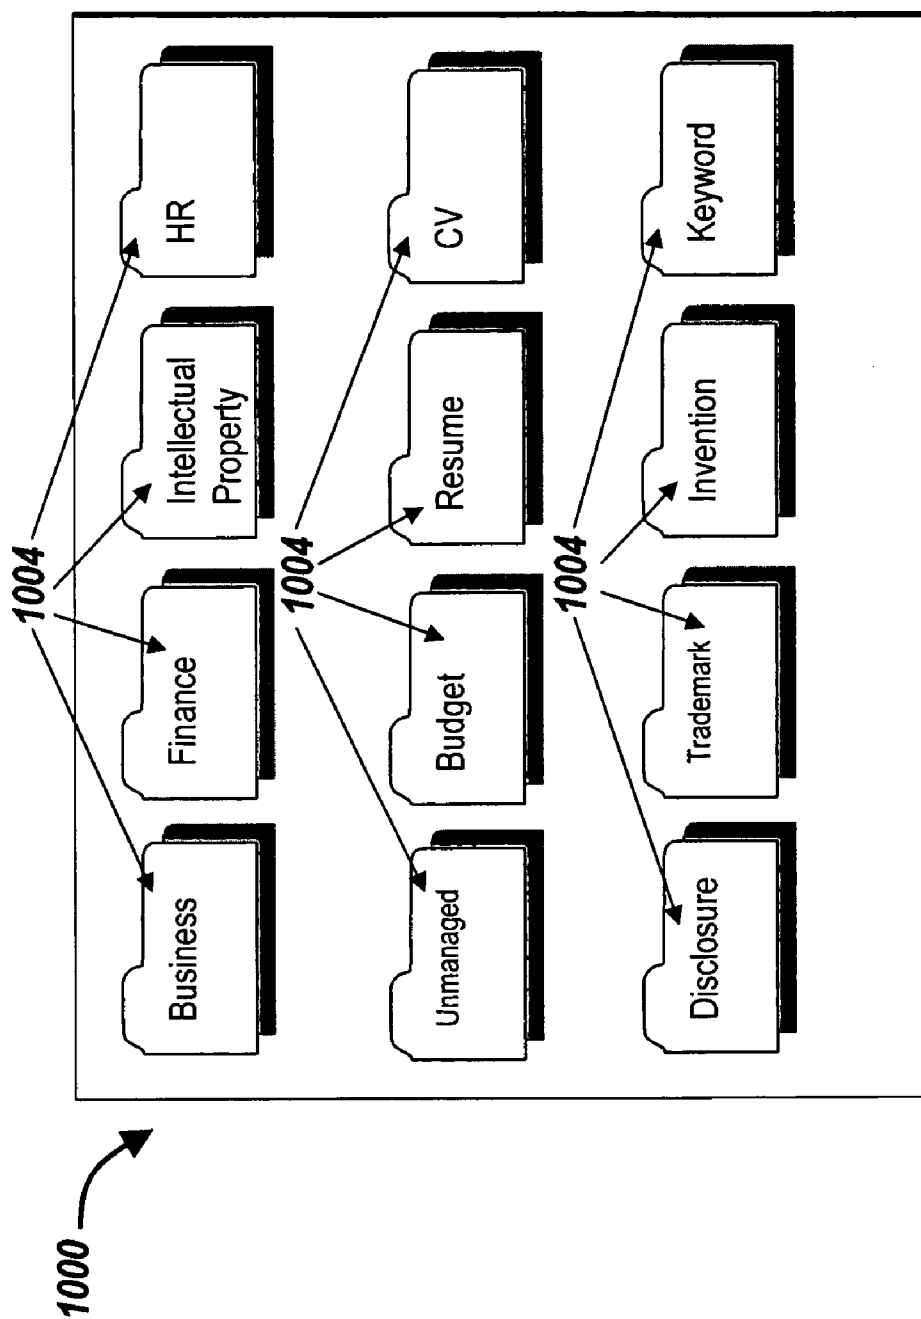 1000
1004
Business
Finance
Intellectual
Property
HR
1004
Unmanaged
Budget
Resume
CV
1004
Disclosure
Trademark
Invention
Keyword